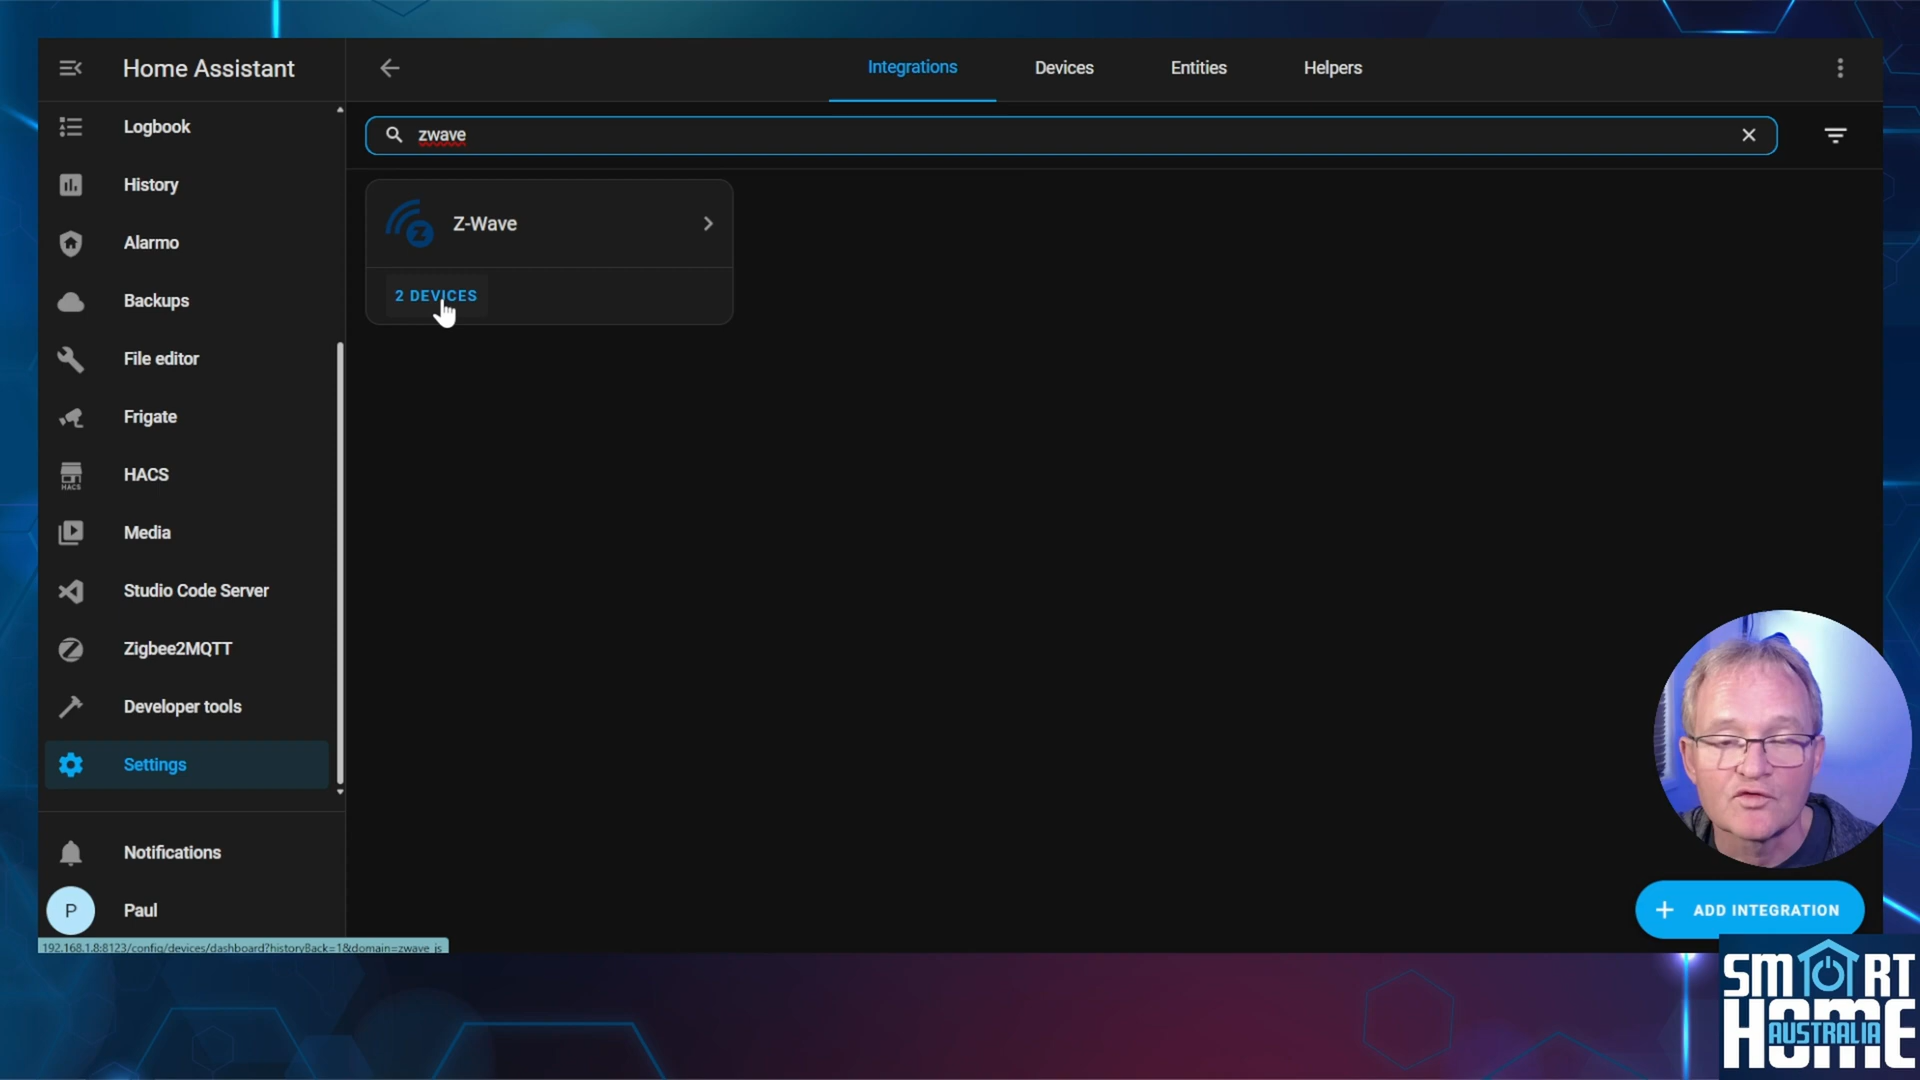 Home Assistant
Integrations
Devices
Entities
Helpers
Logbook
History
Alarmo
Backups
File editor
Frigate
HACS
HACS
Media
Studio Code Server
Zigbee2MQTT
Developer tools
Settings
Notifications
P
Paul
zwave
Z
Z-Wave
2 DEVICES
+ ADD INTEGRATION
192.168.1.8:8123/config/devices/dashboard?historyBack=1&domain=zwave_js
SMART
HOME
AUSTRALIA